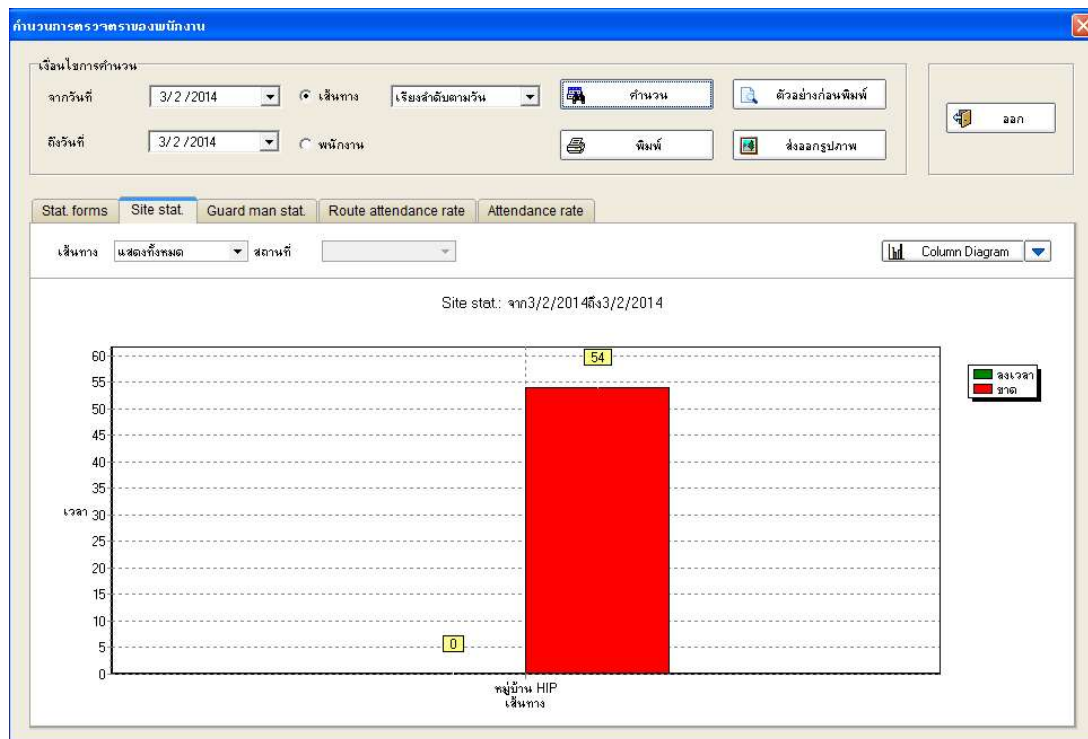 คำนวนการตรวจตราของพนักงาน
เงื่อนไขการคำนวน
จากวันที่ 3/ 2 /2014 เส้นทาง เรียงลำดับตามวัน คำนวน ตัวอย่างก่อนพิมพ์ ออก
ถึงวันที่ 3/ 2 /2014 พนักงาน พิมพ์ ส่งออกรูปภาพ
Stat. forms Site stat. Guard man stat. Route attendance rate Attendance rate
เส้นทาง แสดงทั้งหมด สถานที่ Column Diagram
Site stat.: จาก3/2/2014ถึง3/2/2014
60
55
50
45
40
35
30
25
20
15
10
5
0
เวลา
54
0
ลงเวลา
ขาด
หมู่บ้าน HIP
เส้นทาง